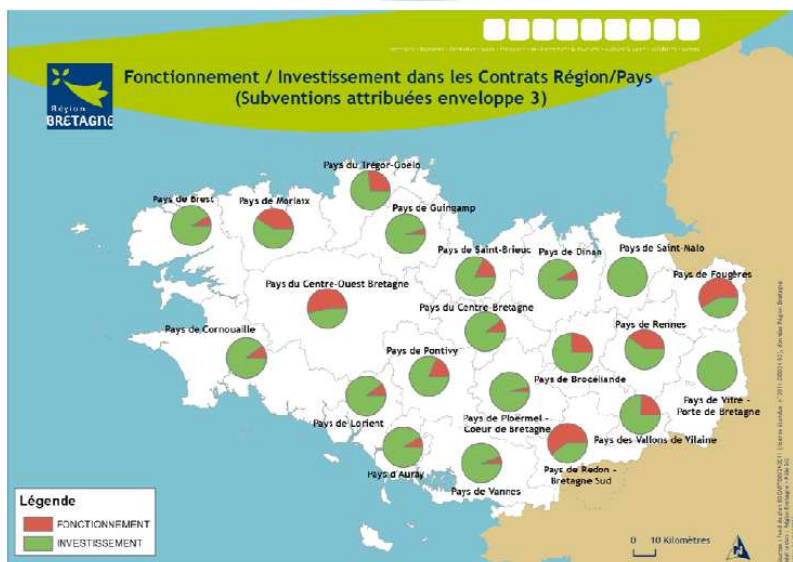 Fonctionnement / Investissement dans les Contrats Région/Pays
(Subventions attribuées enveloppe 3)
Région
BRETAGNE
Pays du Trégor-Goëlo
Pays de Brest
Pays de Morlaix
Pays de Guingamp
Pays de Saint-Brieuc
Pays de Dinan
Pays de Saint-Malo
Pays de Fougères
Pays du Centre-Ouest Bretagne
Pays du Centre-Bretagne
Pays de Rennes
Pays de Cornouaille
Pays de Pontivy
Pays de Brocéliande
Pays de Lorient
Pays de Ploërmel -
Coeur de Bretagne
Pays de Vitré -
Porte de Bretagne
Pays des Vallons de Vilaine
Pays d'Auray
Pays de Vannes
Pays de Redon -
Bretagne Sud
Légende
FONCTIONNEMENT
INVESTISSEMENT
0 10 Kilomètres
N